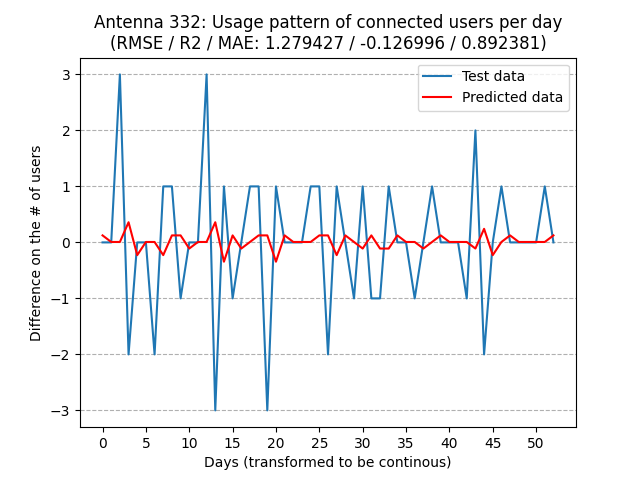 Antenna 332: Usage pattern of connected users per day
(RMSE / R2 / MAE: 1.279427 / -0.126996 / 0.892381)
Test data
Predicted data
Difference on the # of users
3
2
1
0
−1
−2
−3
0 5 10 15 20 25 30 35 40 45 50
Days (transformed to be continous)